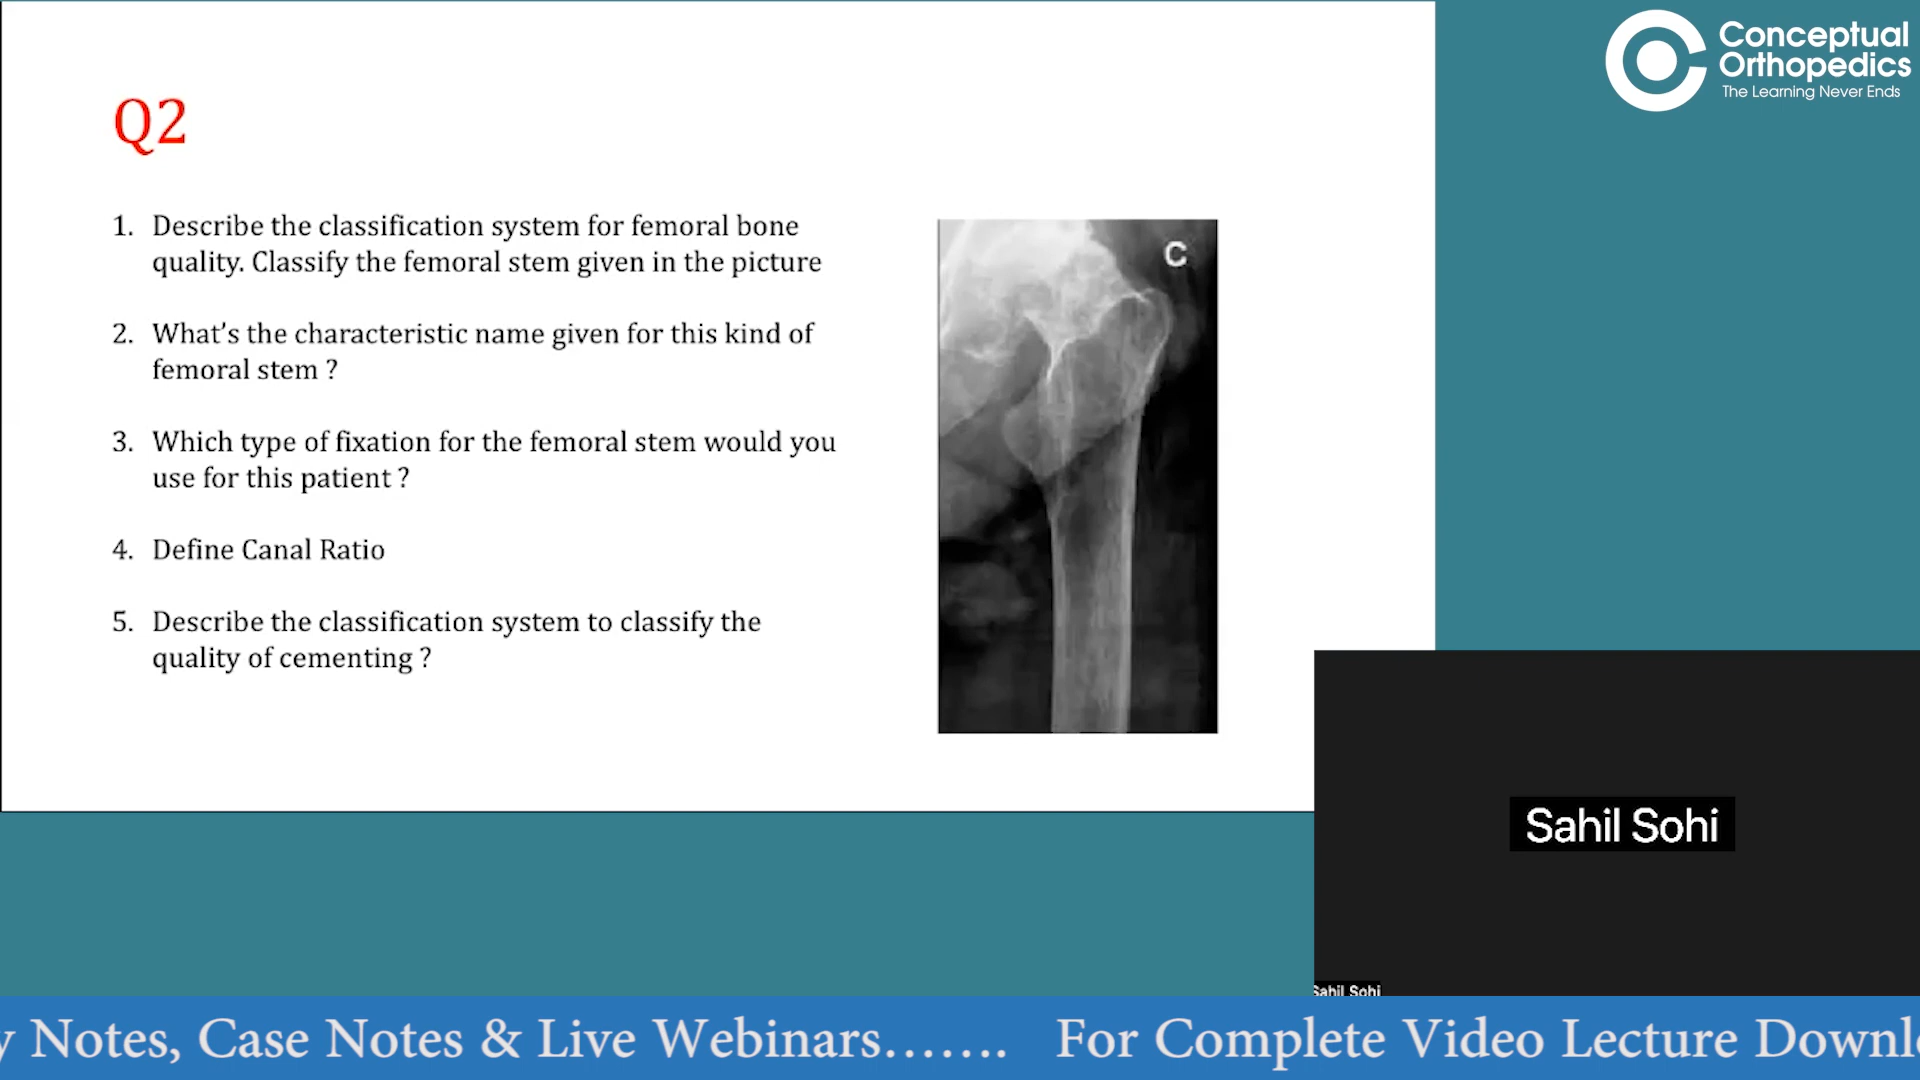 Conceptual
Orthopedics
The Learning Never Ends
Q2
1. Describe the classification system for femoral bone
quality. Classify the femoral stem given in the picture
2. What's the characteristic name given for this kind of
femoral stem ?
3. Which type of fixation for the femoral stem would you
use for this patient ?
4. Define Canal Ratio
5. Describe the classification system to classify the
quality of cementing ?
C
Sahil Sohi
Sahil Sohi
y Notes, Case Notes & Live Webinars....... For Complete Video Lecture Downl